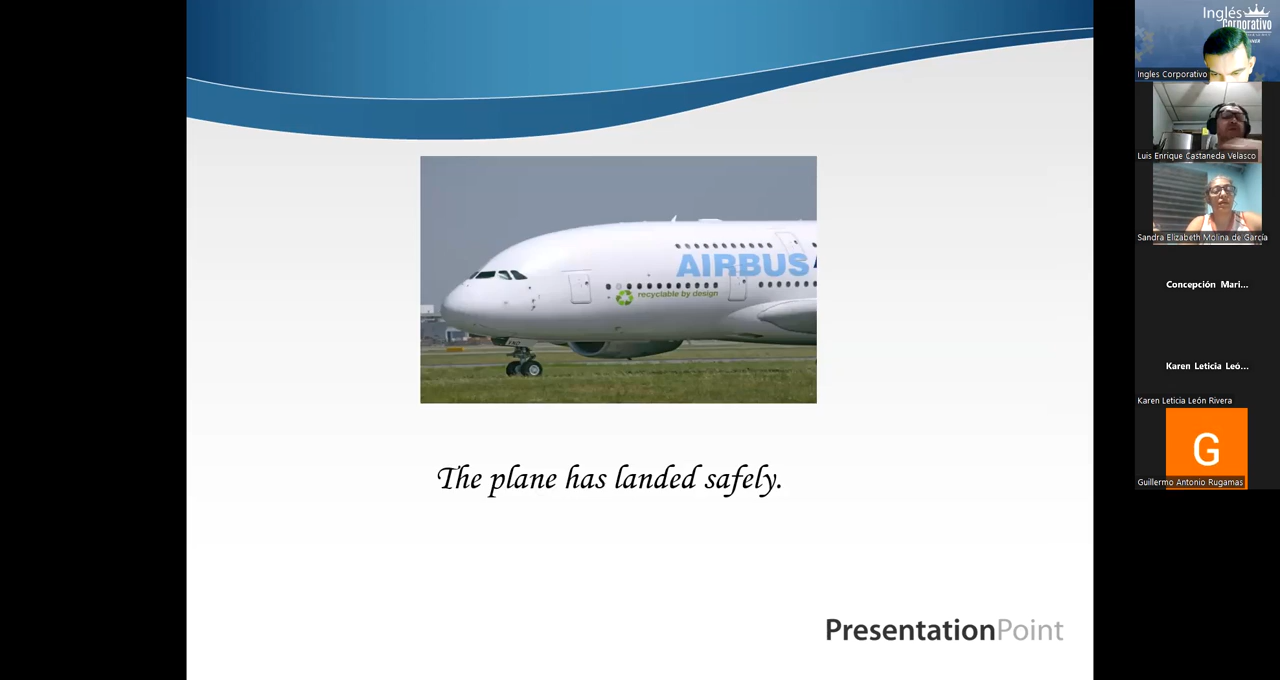 AIRBUS
recyclable by design
The plane has landed safely.
PresentationPoint
Inglés
Corporativo
Ingles Corporativo
Luis Enrique Castaneda Velasco
Sandra Elizabeth Molina de García
Concepción Mari...
Karen Leticia Leó...
Karen Leticia León Rivera
G
Guillermo Antonio Rugamas